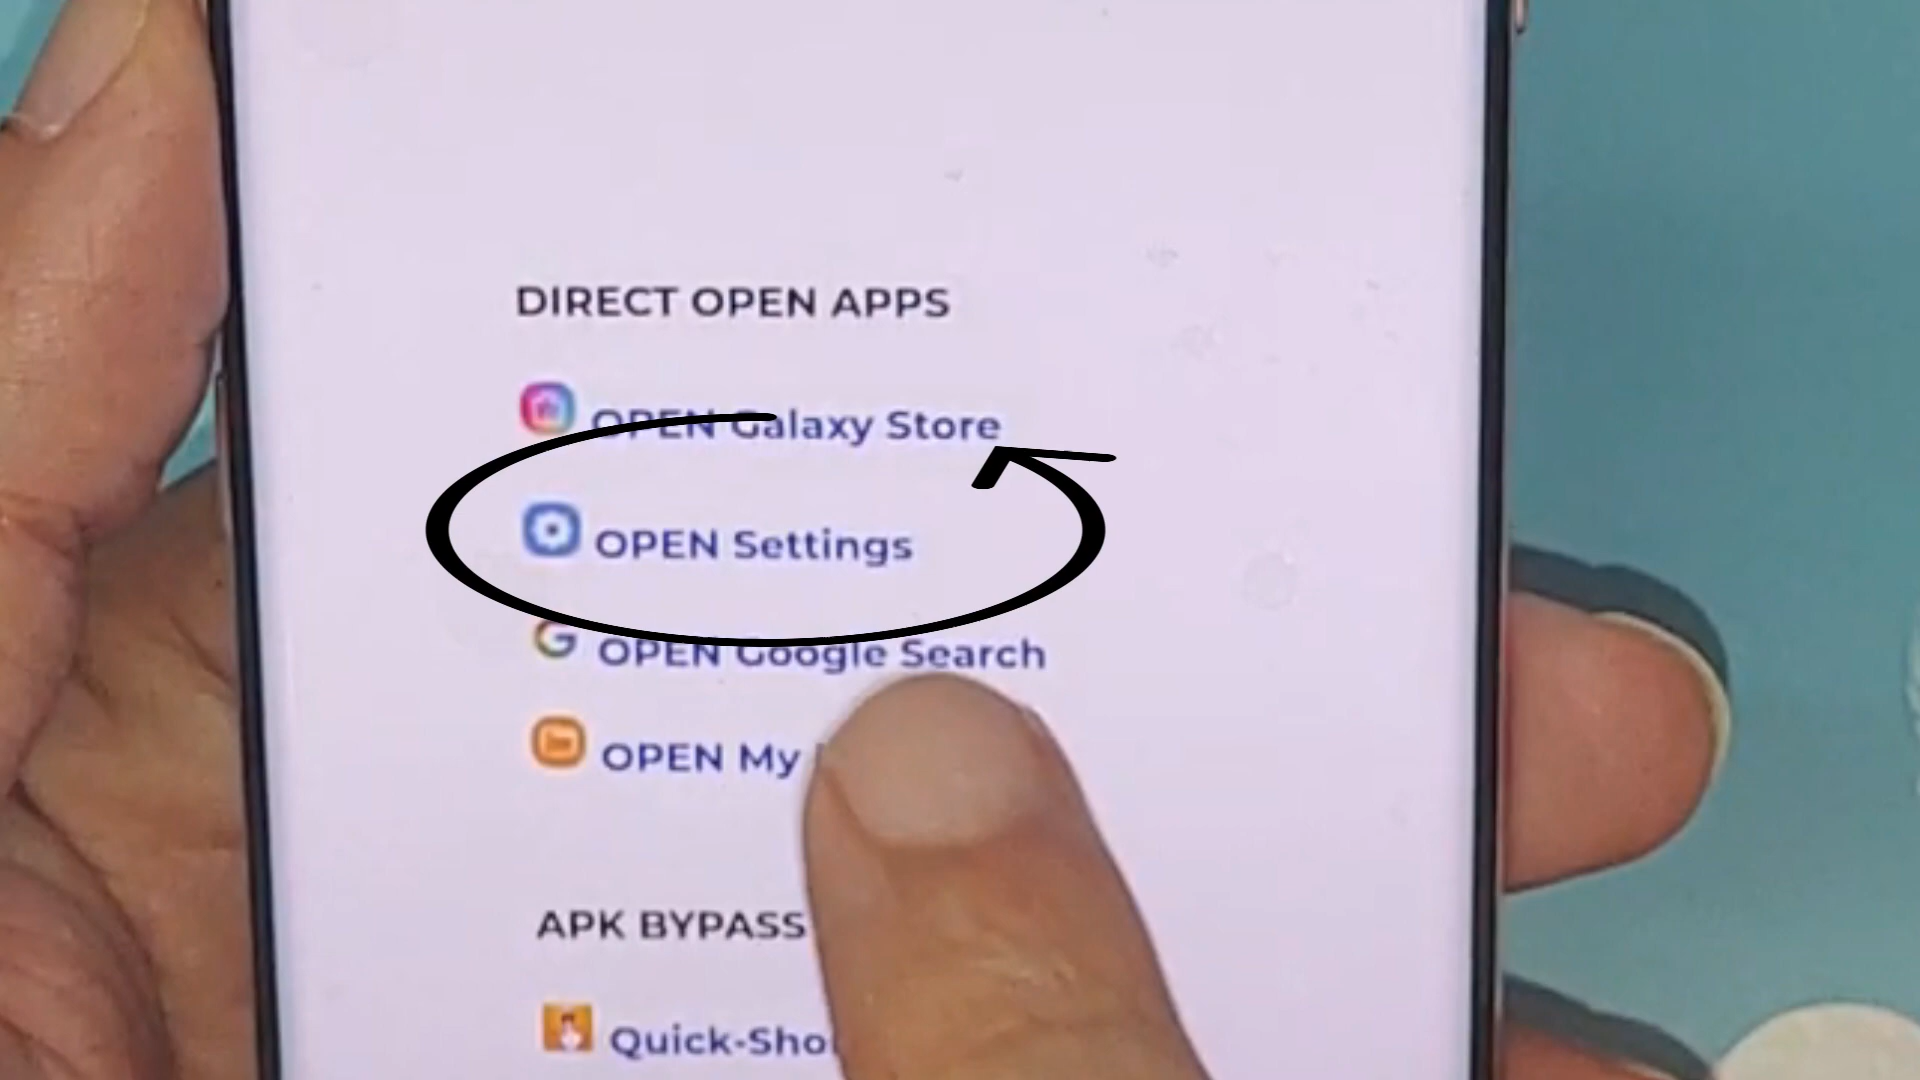 DIRECT OPEN APPS
OPEN Galaxy Store
OPEN Settings
OPEN Google Search
OPEN My
APK BYPASS